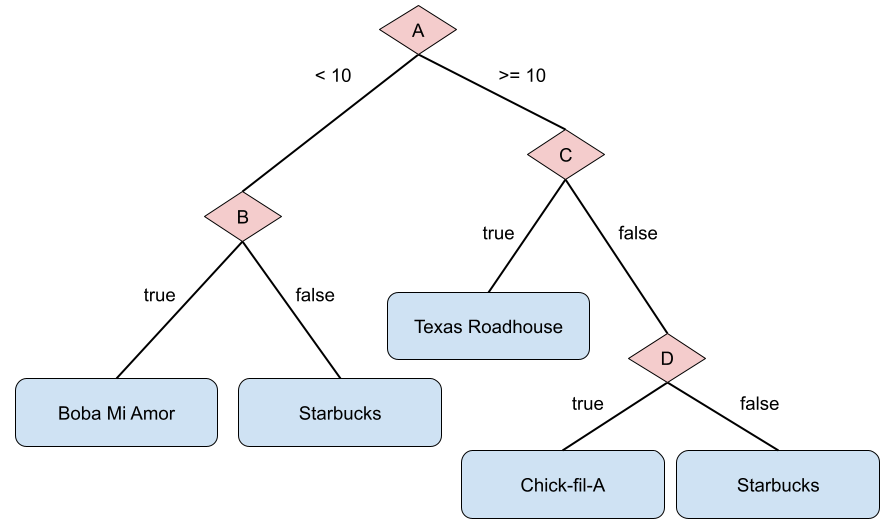 A
< 10
>= 10
C
B
true
false
true
false
Texas Roadhouse
D
Boba Mi Amor
Starbucks
true
false
Chick-fil-A
Starbucks